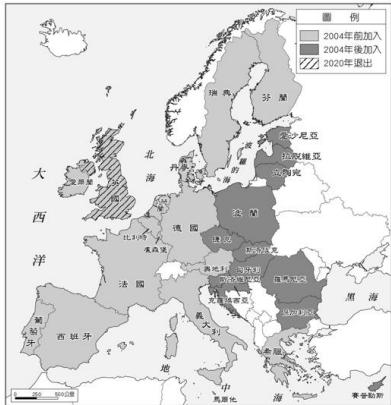 圖例
2004年前加入
2004年後加入
2020年退出
瑞典
芬蘭
愛沙尼亞
拉脫維亞
立陶宛
波羅的海
北海
丹麥
大西洋
愛爾蘭
英國
荷蘭
比利時
盧森堡
德國
波蘭
捷克
斯洛伐克
法國
奧地利
匈牙利
斯洛維尼亞
羅馬尼亞
克羅埃西亞
義大利
保加利亞
黑海
葡萄牙
西班牙
希臘
地中海
馬爾他
賽普勒斯
0 250 500公里